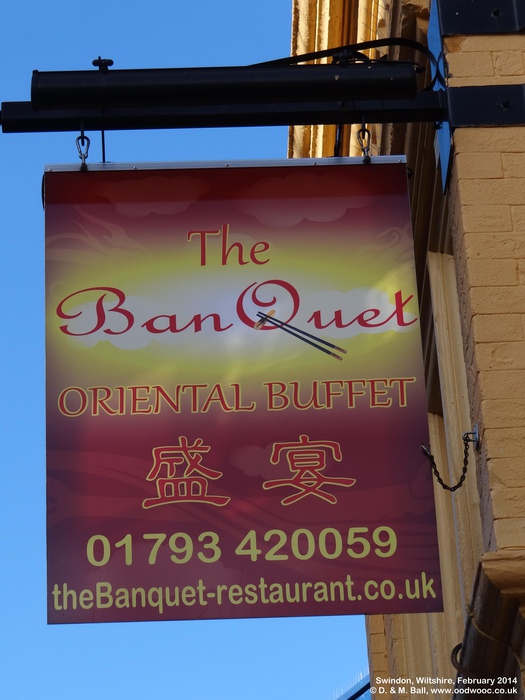 The
BanQuet
ORIENTAL BUFFET
盛 宴
01793 420059
theBanquet-restaurant.co.uk
Swindon, Wiltshire, February 2014
© D. & M. Ball, www.oodwooc.co.uk